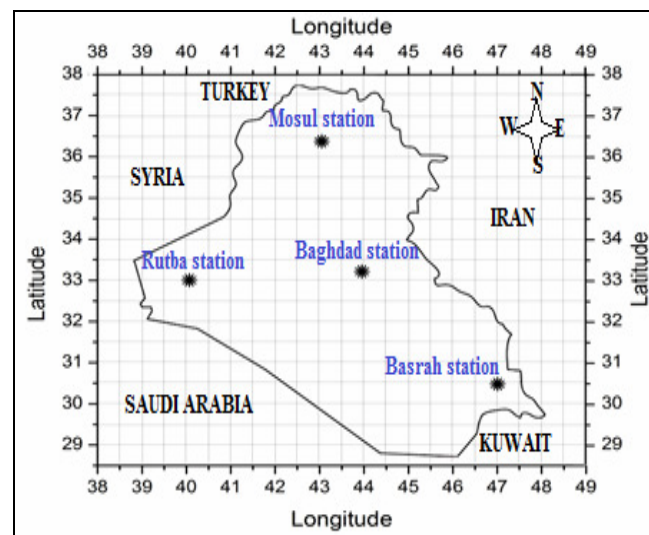 Longitude
38 39 40 41 42 43 44 45 46 47 48 49
38 TURKEY 38
37 Mosul station N 37
W E
36 S 36
35 SYRIA 35
IRAN
34 34
33 Rutba station Baghdad station 33
Latitude Latitude
32 32
31 Basrah station 31
30 SAUDI ARABIA 30
29 KUWAIT 29
38 39 40 41 42 43 44 45 46 47 48 49
Longitude